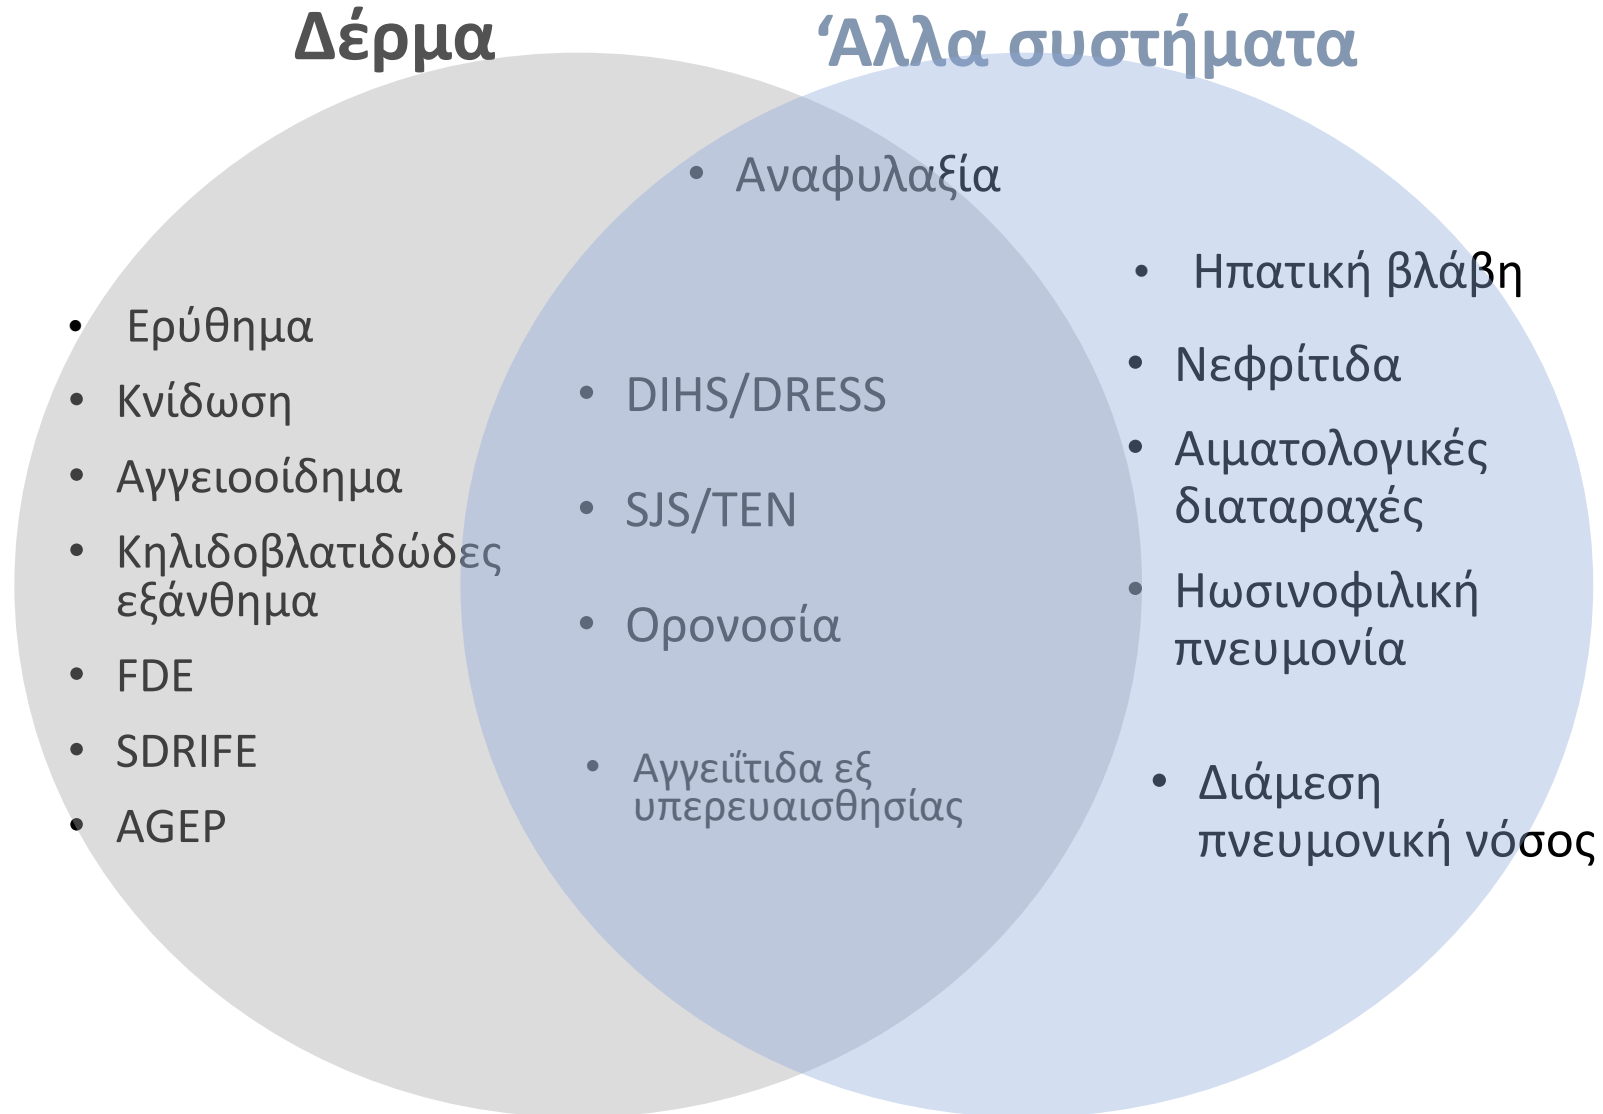 Δέρμα
‘Άλλα συστήματα
• Αναφυλαξία
• Ερύθημα
• Κνίδωση
• Αγγειοοίδημα
• Κηλιδοβλατιδώδες
εξάνθημα
• FDE
• SDRIFE
• AGEP
• DIHS/DRESS
• SJS/TEN
• Ορονοσία
• Αγγειΐτιδα εξ
υπερευαισθησίας
• Ηπατική βλάβη
• Νεφρίτιδα
• Αιματολογικές
διαταραχές
• Ηωσινοφιλική
πνευμονία
• Διάμεση
πνευμονική νόσος